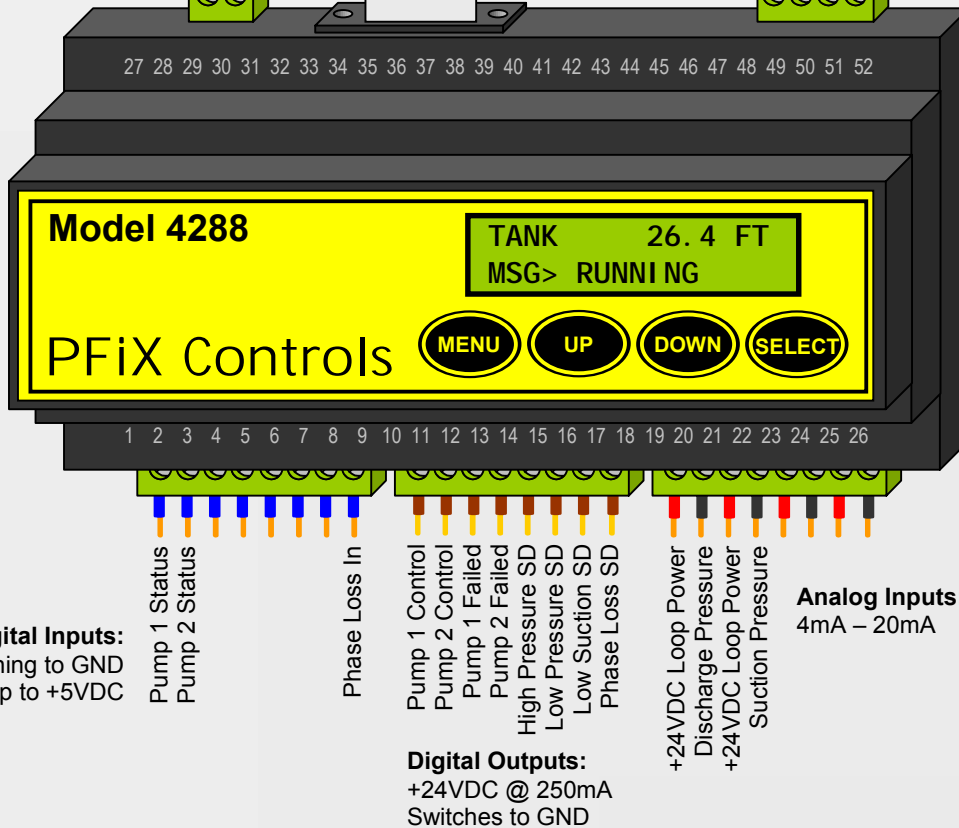 27 28 29 30 31 32 33 34 35 36 37 38 39 40 41 42 43 44 45 46 47 48 49 50 51 52
Model 4288
TANK 26.4 FT
MSG> RUNNING
PFiX Controls
MENU UP DOWN SELECT
1 2 3 4 5 6 7 8 9 10 11 12 13 14 15 16 17 18 19 20 21 22 23 24 25 26
Pump 1 Status
Pump 2 Status
Phase Loss In
Pump 1 Control
Pump 2 Control
Pump 1 Failed
Pump 2 Failed
High Pressure SD
Low Pressure SD
Low Suction SD
Phase Loss SD
+24VDC Loop Power
Discharge Pressure
+24VDC Loop Power
Suction Pressure
Analog Inputs
4mA – 20mA
Inputs:
to GND
to +5VDC
Digital Outputs:
+24VDC @ 250mA
Switches to GND